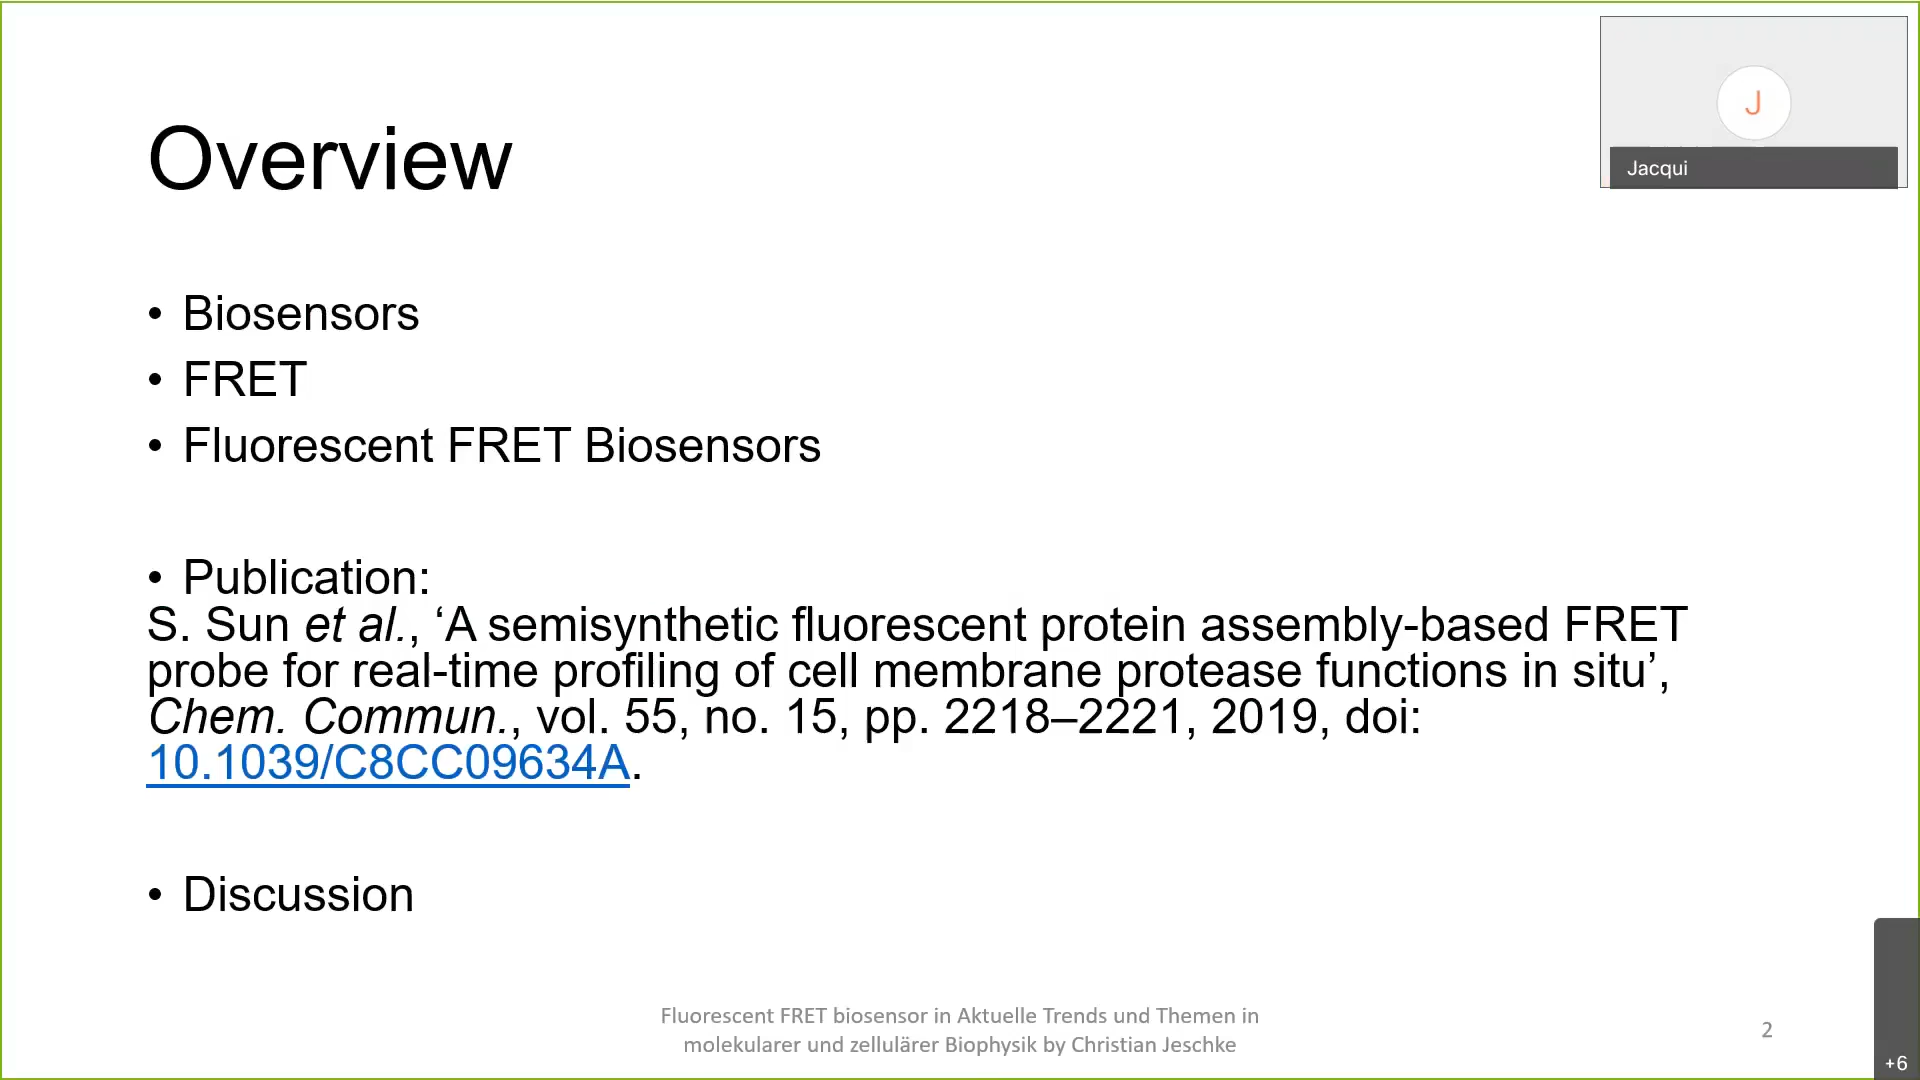 J
Jacqui
Overview
• Biosensors
• FRET
• Fluorescent FRET Biosensors
• Publication:
S. Sun et al., ‘A semisynthetic fluorescent protein assembly-based FRET
probe for real-time profiling of cell membrane protease functions in situ’,
Chem. Commun., vol. 55, no. 15, pp. 2218–2221, 2019, doi:
10.1039/C8CC09634A.
• Discussion
Fluorescent FRET biosensor in Aktuelle Trends und Themen in
molekularer und zellulärer Biophysik by Christian Jeschke
2
+6